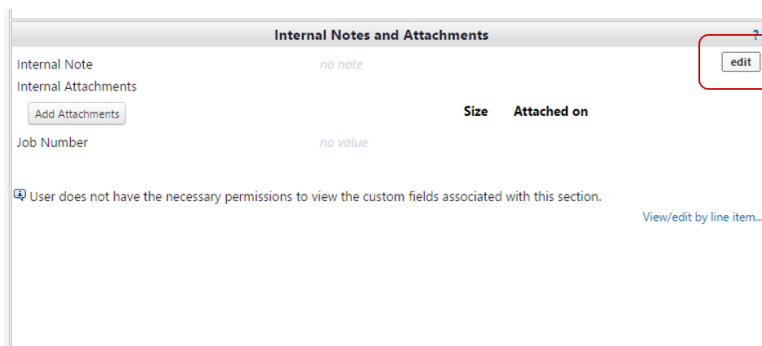 Internal Notes and Attachments ?
Internal Note no note edit
Internal Attachments
Add Attachments Size Attached on
Job Number no value
User does not have the necessary permissions to view the custom fields associated with this section.
View/edit by line item...